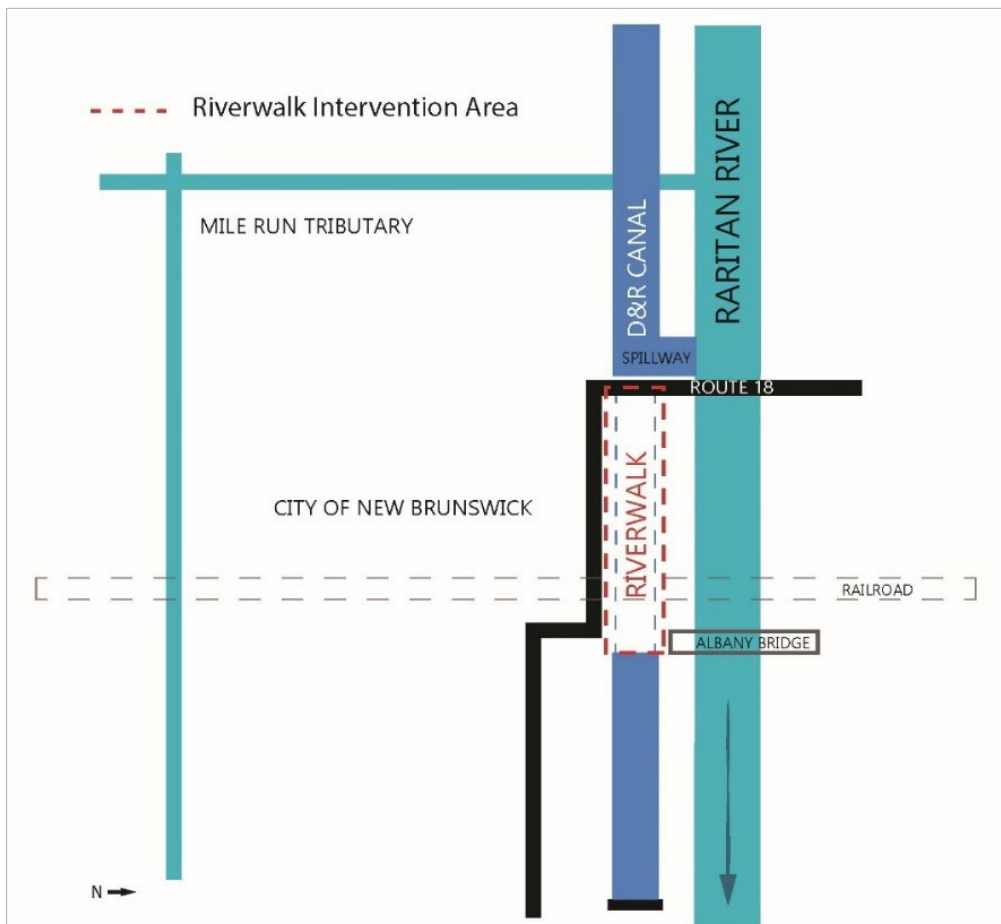 Riverwalk Intervention Area
MILE RUN TRIBUTARY
D&R CANAL
RARITAN RIVER
SPILLWAY
ROUTE 18
CITY OF NEW BRUNSWICK
RIVERWALK
RAILROAD
ALBANY BRIDGE
N